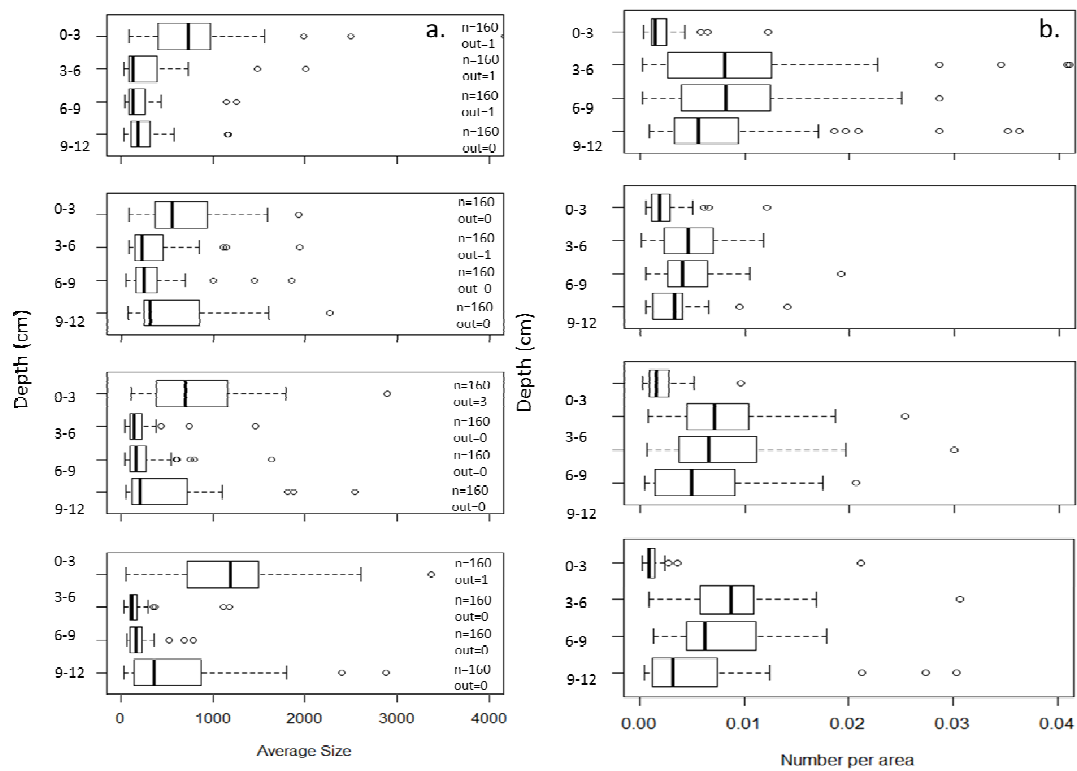 a.
0-3
n=160
out=1
3-6
n=160
out=1
6-9
n=160
out=1
9-12
n=160
out=0
0-3
n=160
out=0
3-6
n=160
out=1
6-9
n=160
out=0
9-12
n=160
out=0
0-3
n=160
out=3
3-6
n=160
out=0
6-9
n=160
out=0
9-12
n=160
out=0
0-3
n=160
out=1
3-6
n=160
out=0
6-9
n=160
out=0
9-12
n=160
out=0
0 1000 2000 3000 4000
Average Size
Depth (cm)
b.
0-3
3-6
6-9
9-12
0-3
3-6
6-9
9-12
0-3
3-6
6-9
9-12
0-3
3-6
6-9
9-12
0.00 0.01 0.02 0.03 0.04
Number per area
Depth (cm)